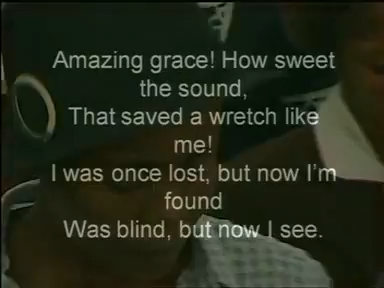 Amazing grace! How sweet
the sound,
That saved a wretch like
me!
I was once lost, but now I'm
found
Was blind, but now I see.